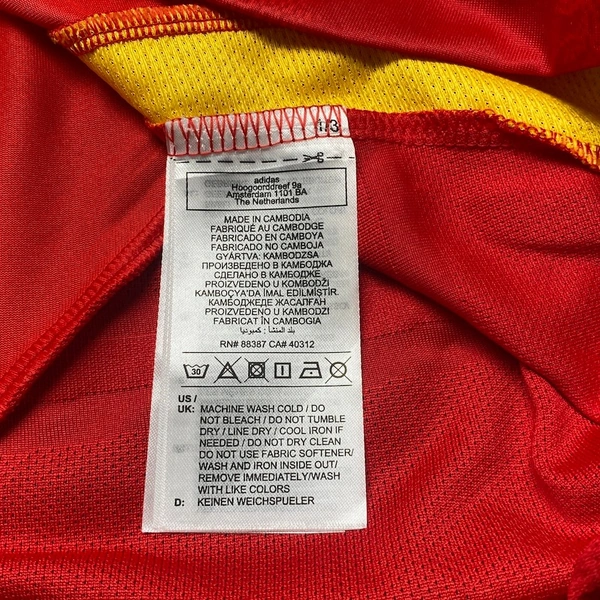 1/3
adidas
Hoogoorddreef 9a
Amsterdam 1101 BA
The Netherlands
MADE IN CAMBODIA
FABRIQUÉ AU CAMBODGE
FABRICADO EN CAMBOYA
FABRICADO NO CAMBOJA
GYÁRTVA: KAMBODZSA
ПРОИЗВЕДЕНО В КАМБОДЖА
СДЕЛАНО В КАМБОДЖЕ
PROIZVEDENO U KOMBODŽI
KAMBOÇYA'DA İMAL EDİLMİŞTİR.
КАМБОДЖЕДЕ ЖАСАЛҒАН
PROIZVEDENO U KOMBODŽI
FABRICAT ÎN CAMBOGIA
بلد المنشأ : كمبوديا
RN# 88387 CA# 40312
30
US /
UK: MACHINE WASH COLD / DO
NOT BLEACH / DO NOT TUMBLE
DRY / LINE DRY / COOL IRON IF
NEEDED / DO NOT DRY CLEAN
DO NOT USE FABRIC SOFTENER/
WASH AND IRON INSIDE OUT/
REMOVE IMMEDIATELY/WASH
WITH LIKE COLORS
D: KEINEN WEICHSPUELER